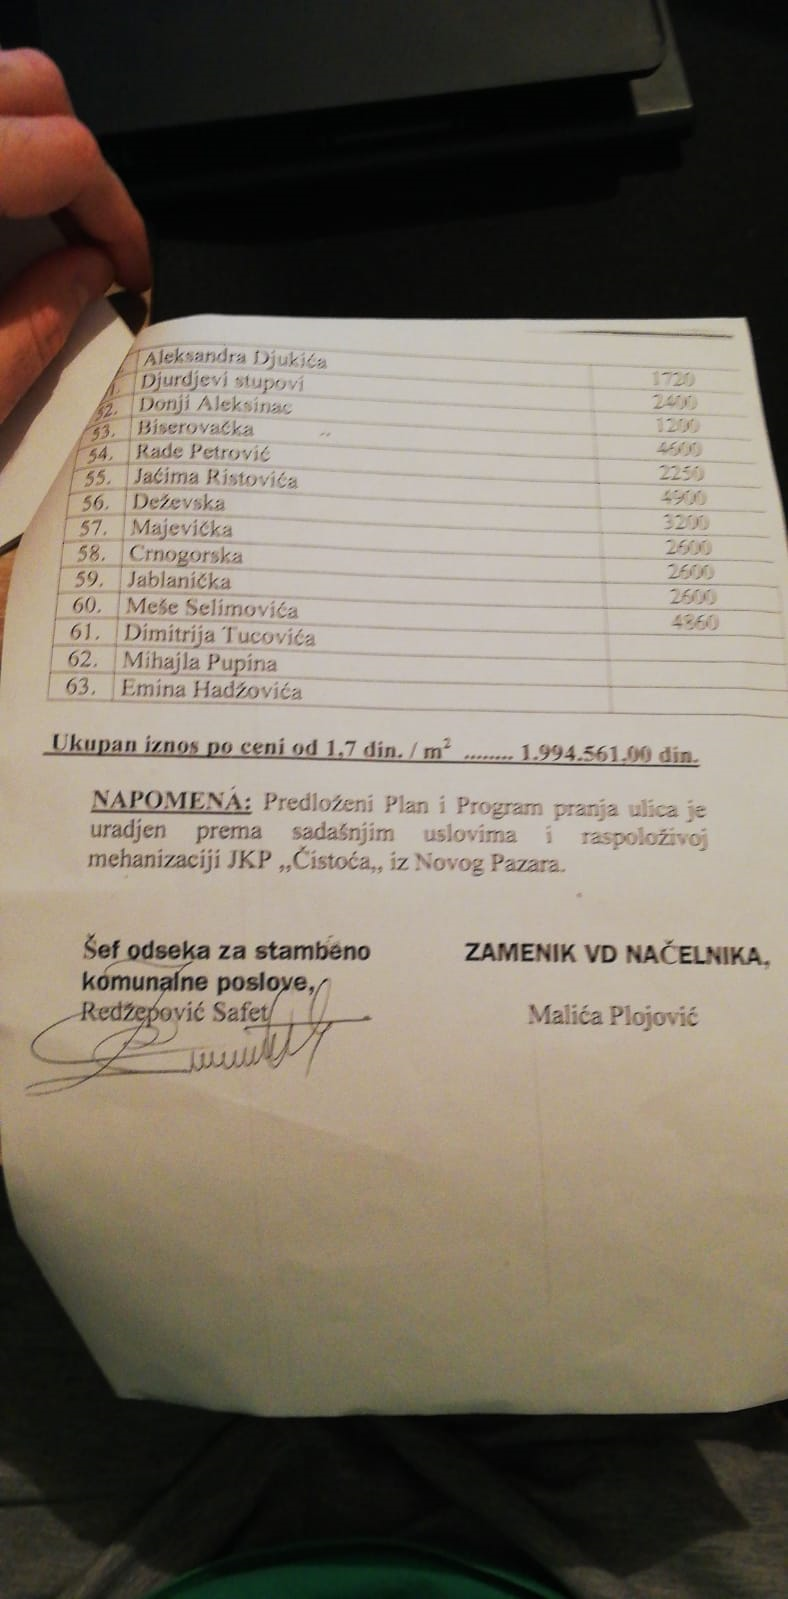 Aleksandra Djukića 1720
1. Djurdjevi stupovi 2400
52. Donji Aleksinac 1200
53. Biserovačka 4600
54. Rade Petrović 2250
55. Jaćima Ristovića 4900
56. Deževska 3200
57. Majevička 2600
58. Crnogorska 2600
59. Jablanička 2600
60. Meše Selimovića 4860
61. Dimitrija Tucovića
62. Mihajla Pupina
63. Emina Hadžovića
Ukupan iznos po ceni od 1,7 din. / m² ........ 1.994.561.00 din.
NAPOMENA: Predloženi Plan i Program pranja ulica je
uradjen prema sadašnjim uslovima i raspoloživoj
mehanizaciji JKP ,,Čistoća,, iz Novog Pazara.
Šef odseka za stambeno
komunalne poslove,
Redžepović Safet
ZAMENIK VD NAČELNIKA,
Malića Plojović